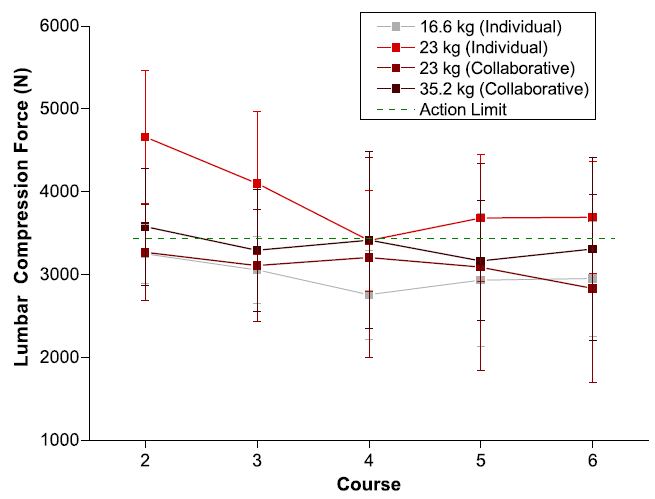 6000
5000
4000
3000
2000
1000
Lumbar Compression Force (N)
16.6 kg (Individual)
23 kg (Individual)
23 kg (Collaborative)
35.2 kg (Collaborative)
Action Limit
2 3 4 5 6
Course